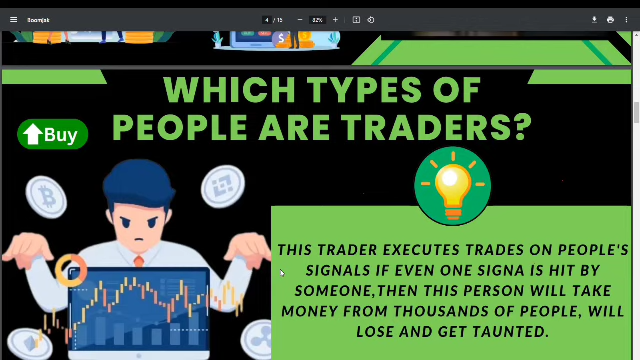 Boomjak
4 / 15
82%
WHICH TYPES OF
PEOPLE ARE TRADERS?
Buy
THIS TRADER EXECUTES TRADES ON PEOPLE'S
SIGNALS IF EVEN ONE SIGNA IS HIT BY
SOMEONE,THEN THIS PERSON WILL TAKE
MONEY FROM THOUSANDS OF PEOPLE, WILL
LOSE AND GET TAUNTED.